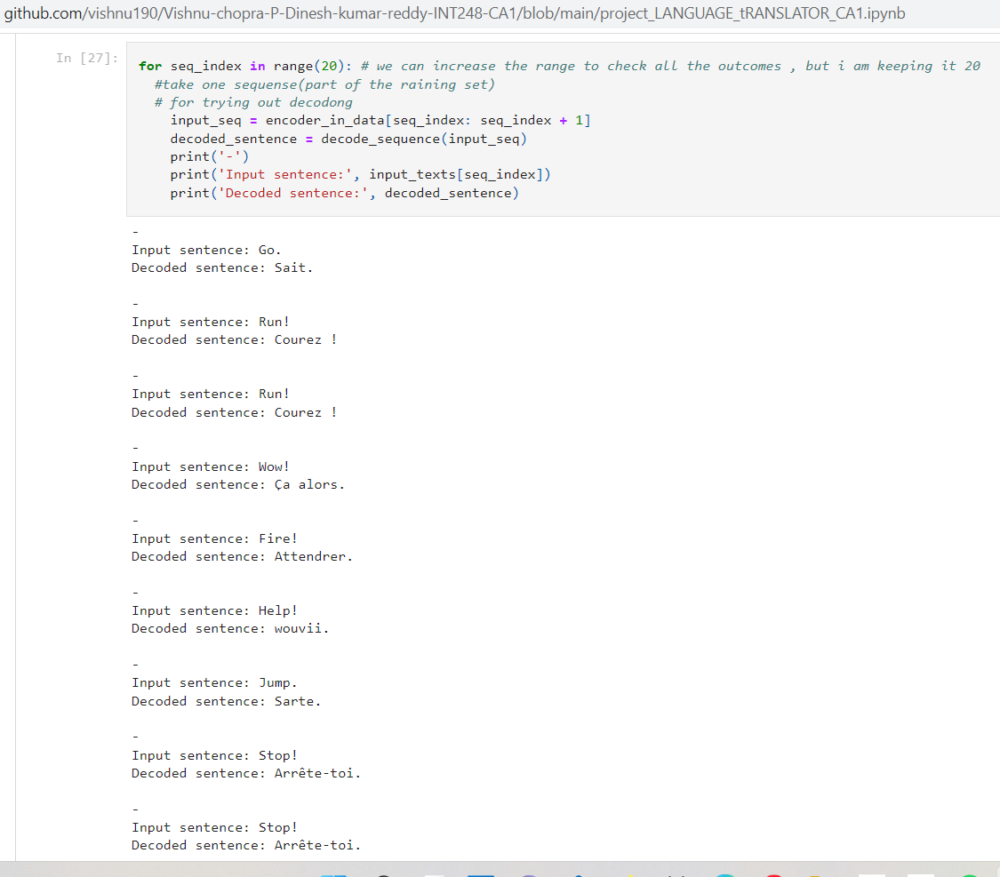 github.com/vishnu190/Vishnu-chopra-P-Dinesh-kumar-reddy-INT248-CA1/blob/main/project_LANGUAGE_tRANSLATOR_CA1.ipynb
In [27]:
for seq_index in range(20): # we can increase the range to check all the outcomes , but i am keeping it 20
#take one sequense(part of the raining set)
# for trying out decodong
input_seq = encoder_in_data[seq_index: seq_index + 1]
decoded_sentence = decode_sequence(input_seq)
print('-')
print('Input sentence:', input_texts[seq_index])
print('Decoded sentence:', decoded_sentence)
-
Input sentence: Go.
Decoded sentence: Sait.
-
Input sentence: Run!
Decoded sentence: Courez !
-
Input sentence: Run!
Decoded sentence: Courez !
-
Input sentence: Wow!
Decoded sentence: Ça alors.
-
Input sentence: Fire!
Decoded sentence: Attendrer.
-
Input sentence: Help!
Decoded sentence: wouvii.
-
Input sentence: Jump.
Decoded sentence: Sarte.
-
Input sentence: Stop!
Decoded sentence: Arrête-toi.
-
Input sentence: Stop!
Decoded sentence: Arrête-toi.